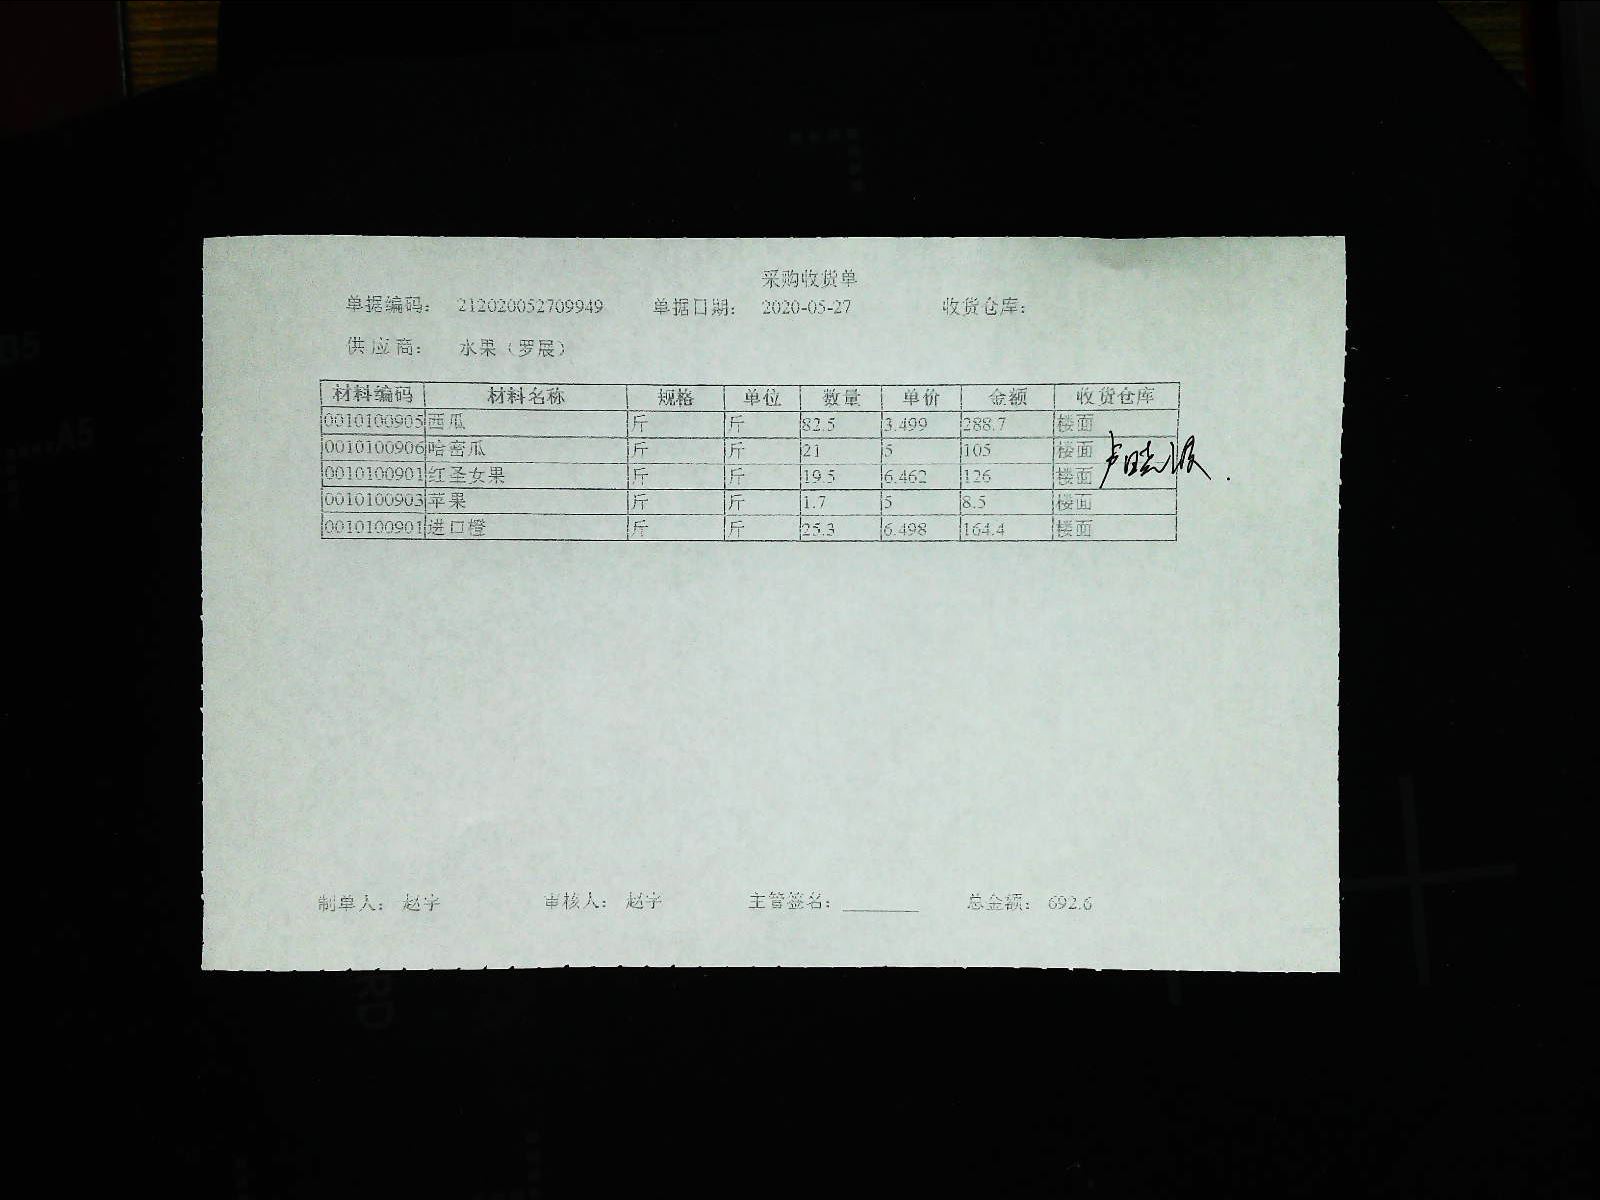 采购收货单
单据编码： 212020052709949 单据日期： 2020-05-27 收货仓库：
供应商： 水果（罗展）
材料编码 材料名称 规格 单位 数量 单价 金额 收货仓库
0010100905 西瓜 斤 斤 82.5 3.499 288.7 楼面
0010100906 哈密瓜 斤 斤 21 5 105 楼面
0010100901 红圣女果 斤 斤 19.5 6.462 126 楼面
0010100903 苹果 斤 斤 1.7 5 8.5 楼面
0010100901 进口橙 斤 斤 25.3 6.498 164.4 楼面
制单人： 赵宇 审核人： 赵宇 主管签名： 总金额： 692.6
A5